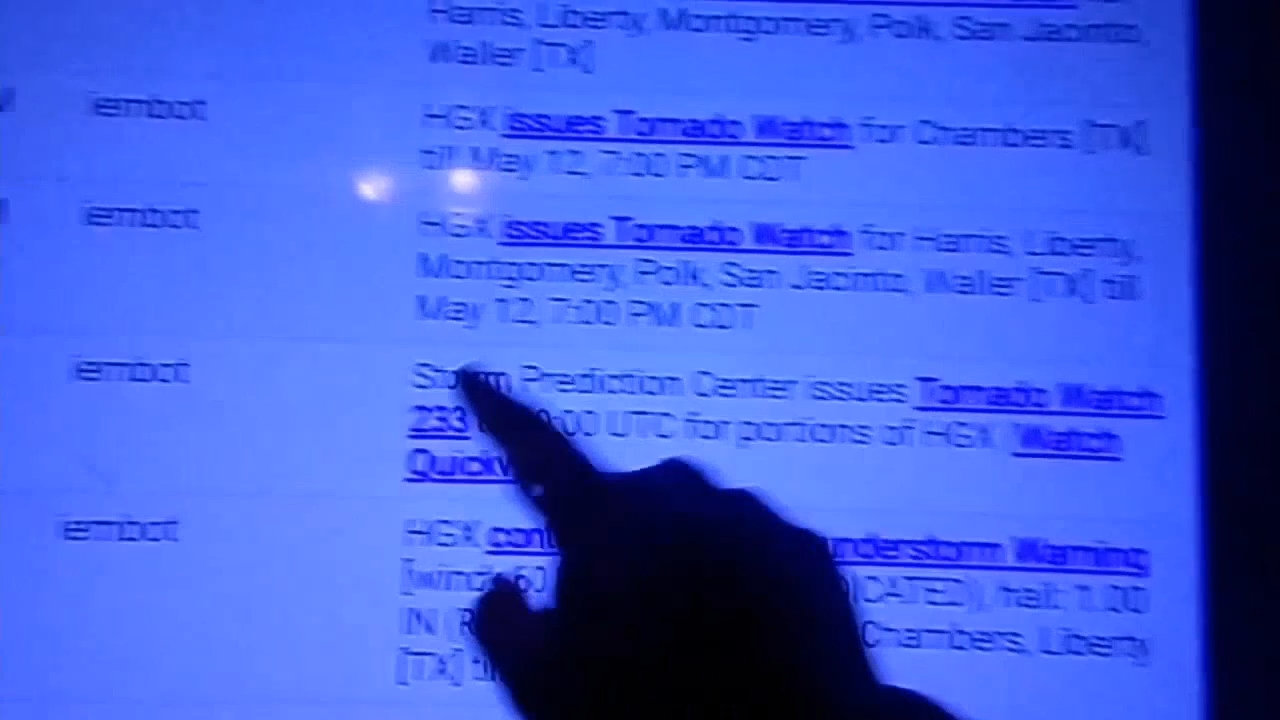 Harris, Liberty, Montgomery, Polk, San Jacinto,
Waller [TX]
iembot
HGX issues Tornado Watch for Chambers [TX]
till May 12, 7:00 PM CDT
iembot
HGX issues Tornado Watch for Harris, Liberty,
Montgomery, Polk, San Jacinto, Waller [TX] till
May 12, 7:00 PM CDT
iembot
Storm Prediction Center issues Tornado Watch
233 UTC for portions of HGX Watch
iembot
HGX Warning
hail: 1.00
IN Chambers, Liberty
[TX]